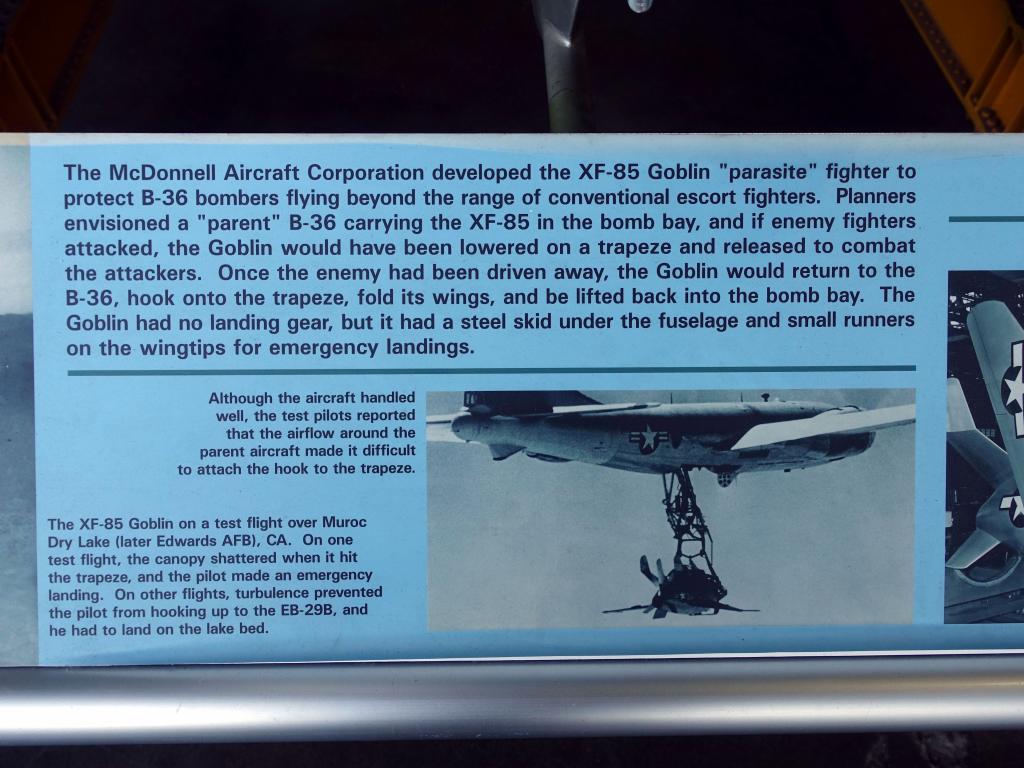 The McDonnell Aircraft Corporation developed the XF-85 Goblin "parasite" fighter to
protect B-36 bombers flying beyond the range of conventional escort fighters.  Planners
envisioned a "parent" B-36 carrying the XF-85 in the bomb bay, and if enemy fighters
attacked, the Goblin would have been lowered on a trapeze and released to combat
the attackers.  Once the enemy had been driven away, the Goblin would return to the
B-36, hook onto the trapeze, fold its wings, and be lifted back into the bomb bay.  The
Goblin had no landing gear, but it had a steel skid under the fuselage and small runners
on the wingtips for emergency landings.
Although the aircraft handled
well, the test pilots reported
that the airflow around the
parent aircraft made it difficult
to attach the hook to the trapeze.
The XF-85 Goblin on a test flight over Muroc
Dry Lake (later Edwards AFB), CA.  On one
test flight, the canopy shattered when it hit
the trapeze, and the pilot made an emergency
landing.  On other flights, turbulence prevented
the pilot from hooking up to the EB-29B, and
he had to land on the lake bed.